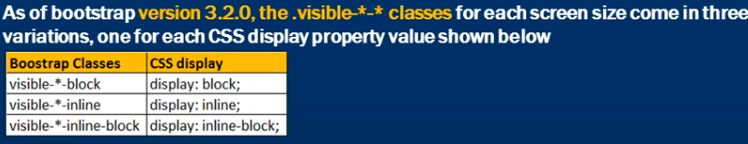 As of bootstrap version 3.2.0, the .visible-*-* classes for each screen size come in three
variations, one for each CSS display property value shown below
Boostrap Classes CSS display
visible-*-block display: block;
visible-*-inline display: inline;
visible-*-inline-block display: inline-block;